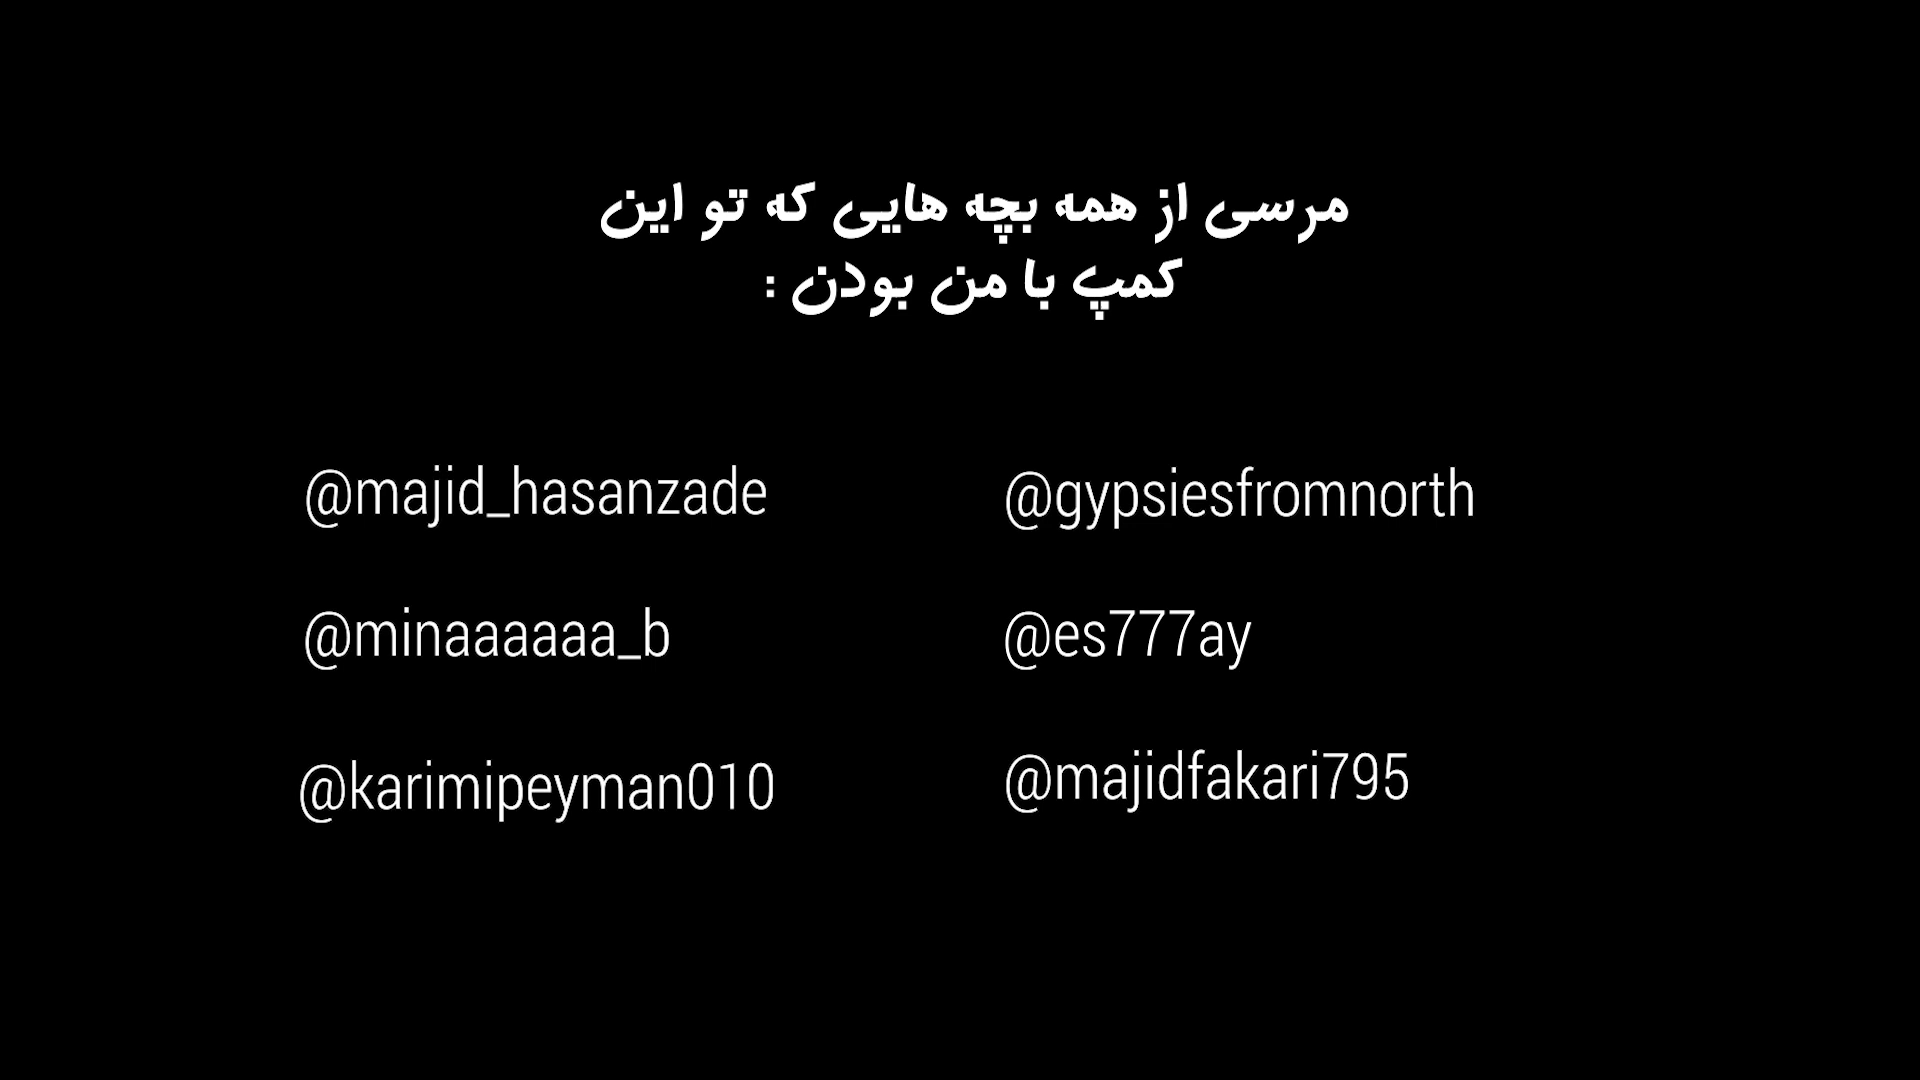 مرسی از همه بچه هایی که تو این
کمپ با من بودن :
@majid_hasanzade
@gypsiesfromnorth
@minaaaaaa_b
@es777ay
@karimipeyman010
@majidfakari795